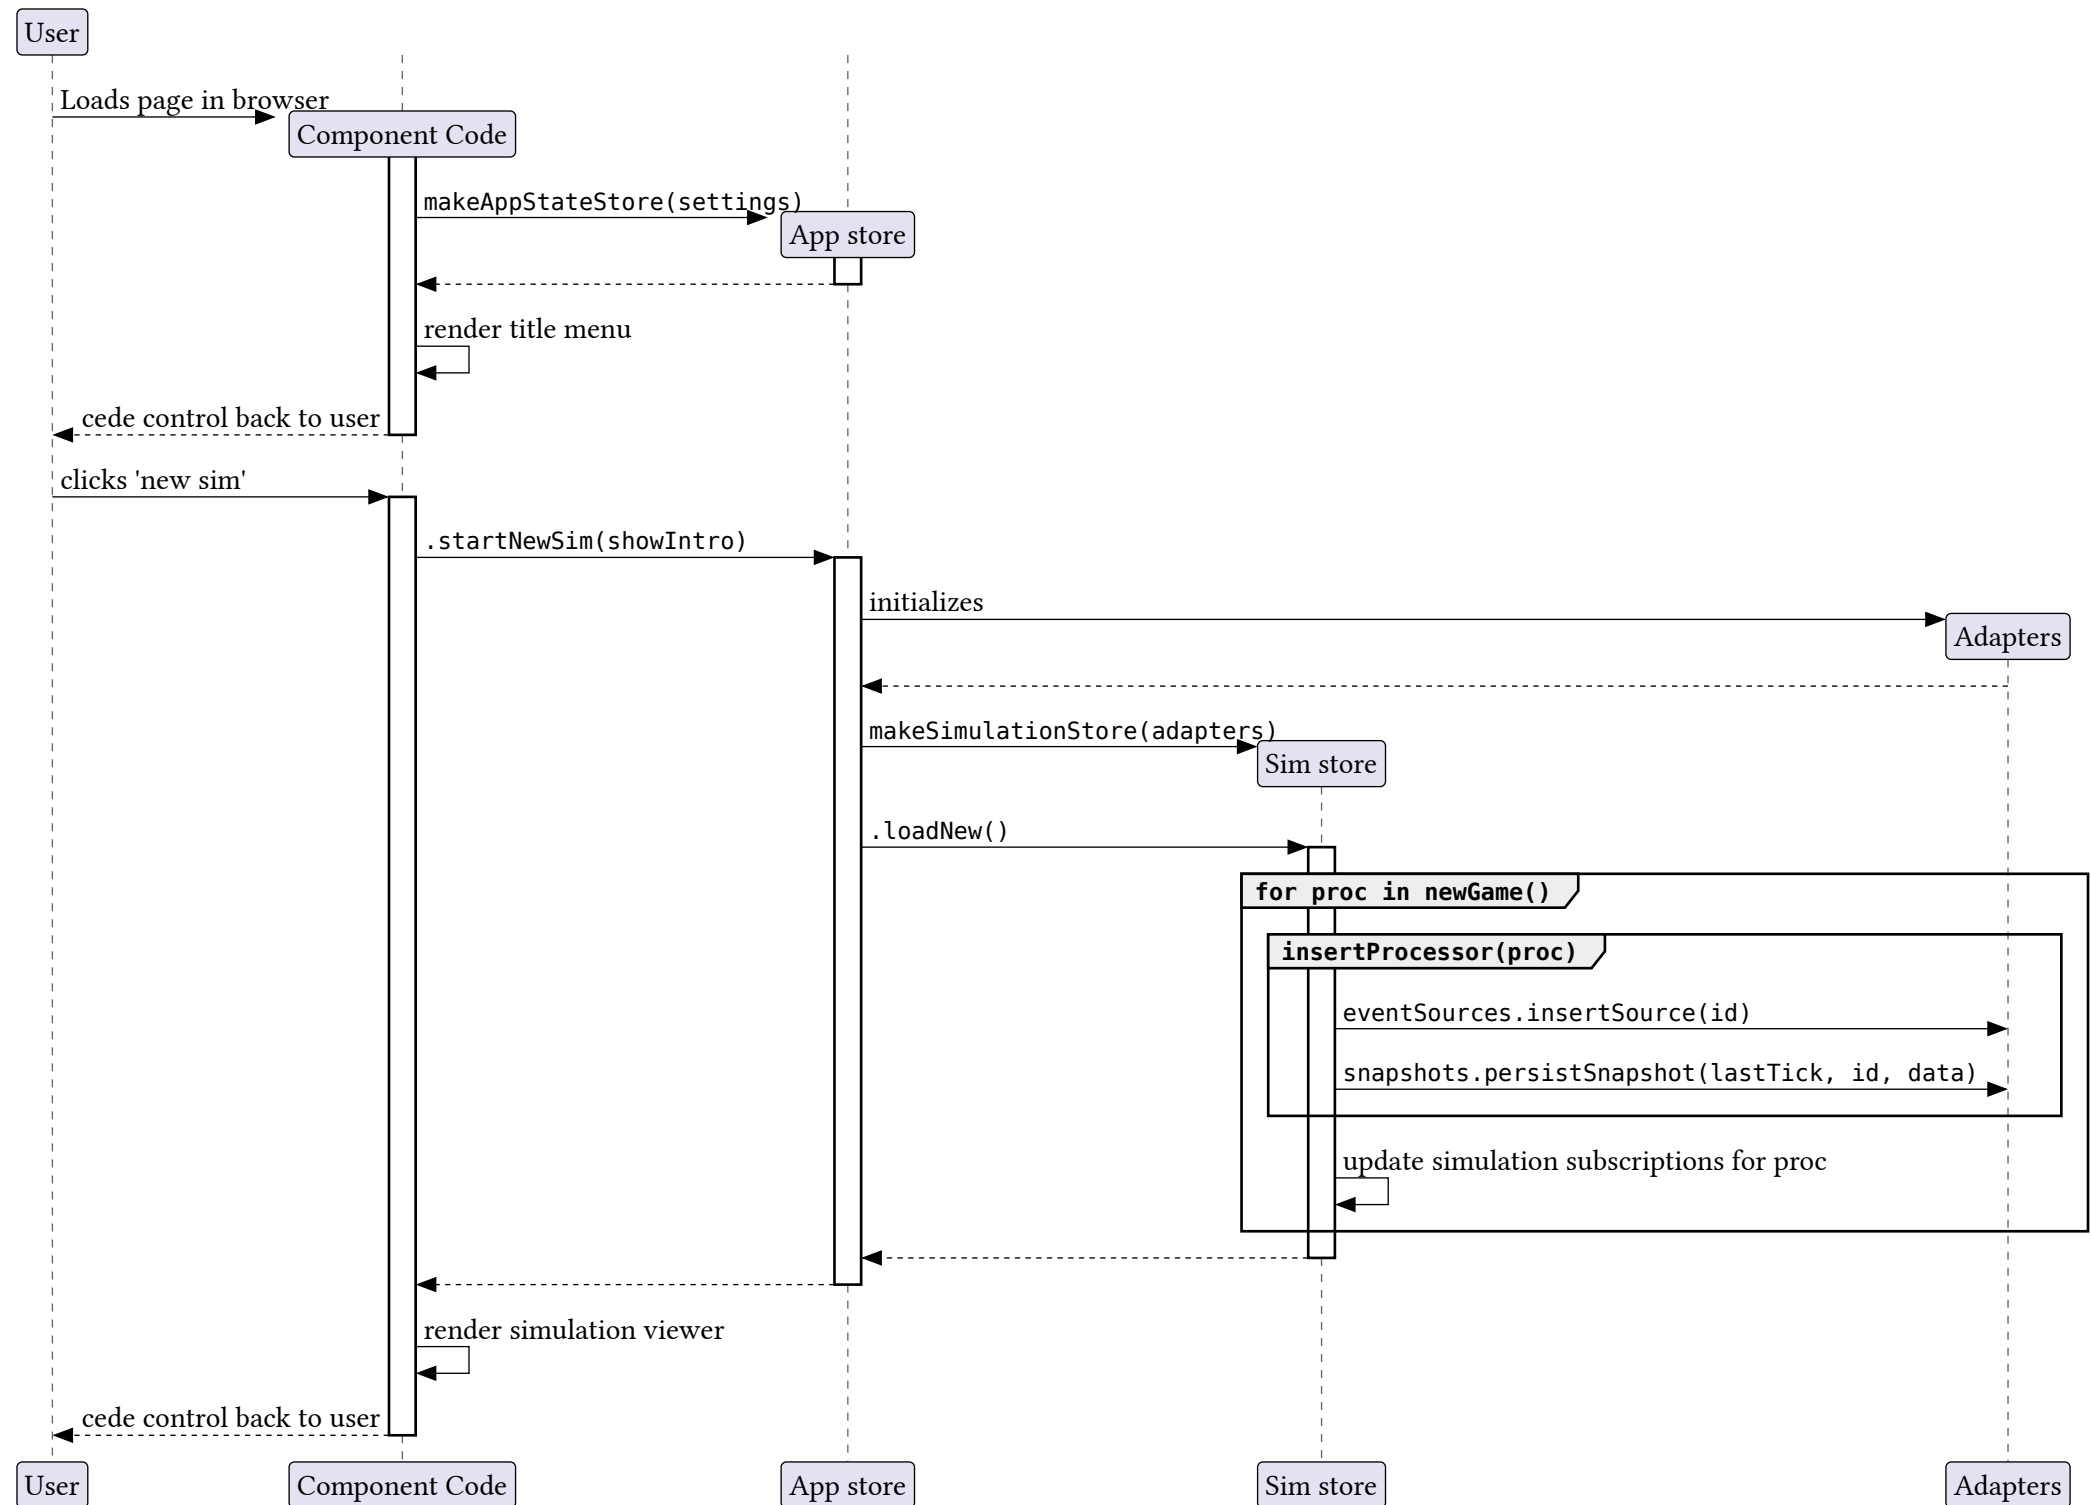 User
Loads page in browser
Component Code
makeAppStateStore(settings)
App store
render title menu
cede control back to user
clicks 'new sim'
.startNewSim(showIntro)
initializes
Adapters
makeSimulationStore(adapters)
Sim store
.loadNew()
for proc in newGame()
insertProcessor(proc)
eventSources.insertSource(id)
snapshots.persistSnapshot(lastTick, id, data)
update simulation subscriptions for proc
render simulation viewer
cede control back to user
User
Component Code
App store
Sim store
Adapters